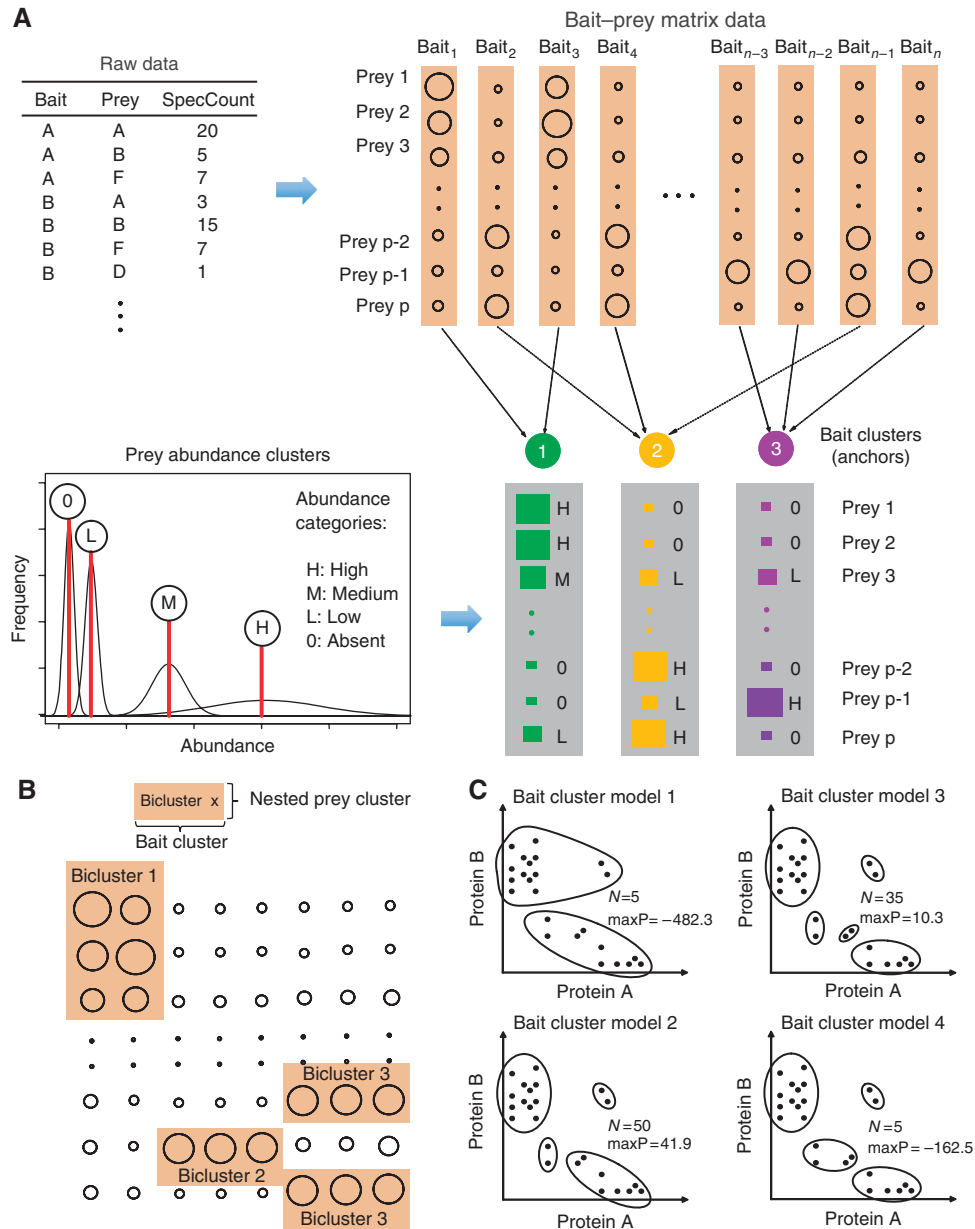 A
Raw data
Bait Prey SpecCount
A A 20
A B 5
A F 7
B A 3
B B 15
B F 7
B D 1
Bait–prey matrix data
Bait1 Bait2 Bait3 Bait4 Baitn−3 Baitn−2 Baitn−1 Baitn
Prey 1
Prey 2
Prey 3
Prey p-2
Prey p-1
Prey p
1 2 3
Bait clusters
(anchors)
Prey abundance clusters
0
L
M
H
Abundance
categories:
H: High
M: Medium
L: Low
0: Absent
Frequency
Abundance
H 0 0 Prey 1
H 0 0 Prey 2
M L L Prey 3
0 H 0 Prey p-2
0 L H Prey p-1
L H 0 Prey p
B
Bicluster x
Nested prey cluster
Bait cluster
Bicluster 1
Bicluster 3
Bicluster 2
Bicluster 3
C
Bait cluster model 1
Protein B
N=5
maxP= −482.3
Protein A
Bait cluster model 3
Protein B
N=35
maxP=10.3
Protein A
Bait cluster model 2
Protein B
N=50
maxP=41.9
Protein A
Bait cluster model 4
Protein B
N=5
maxP= −162.5
Protein A